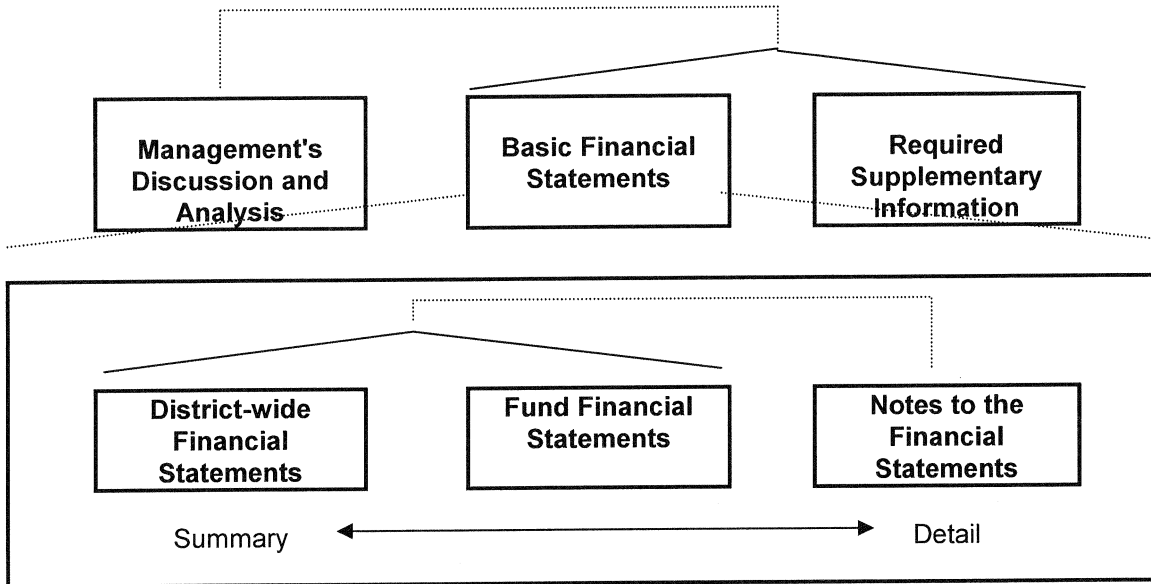 Management's
Discussion and
Analysis
Basic Financial
Statements
Required
Supplementary
Information
District-wide
Financial
Statements
Fund Financial
Statements
Notes to the
Financial
Statements
Summary
Detail